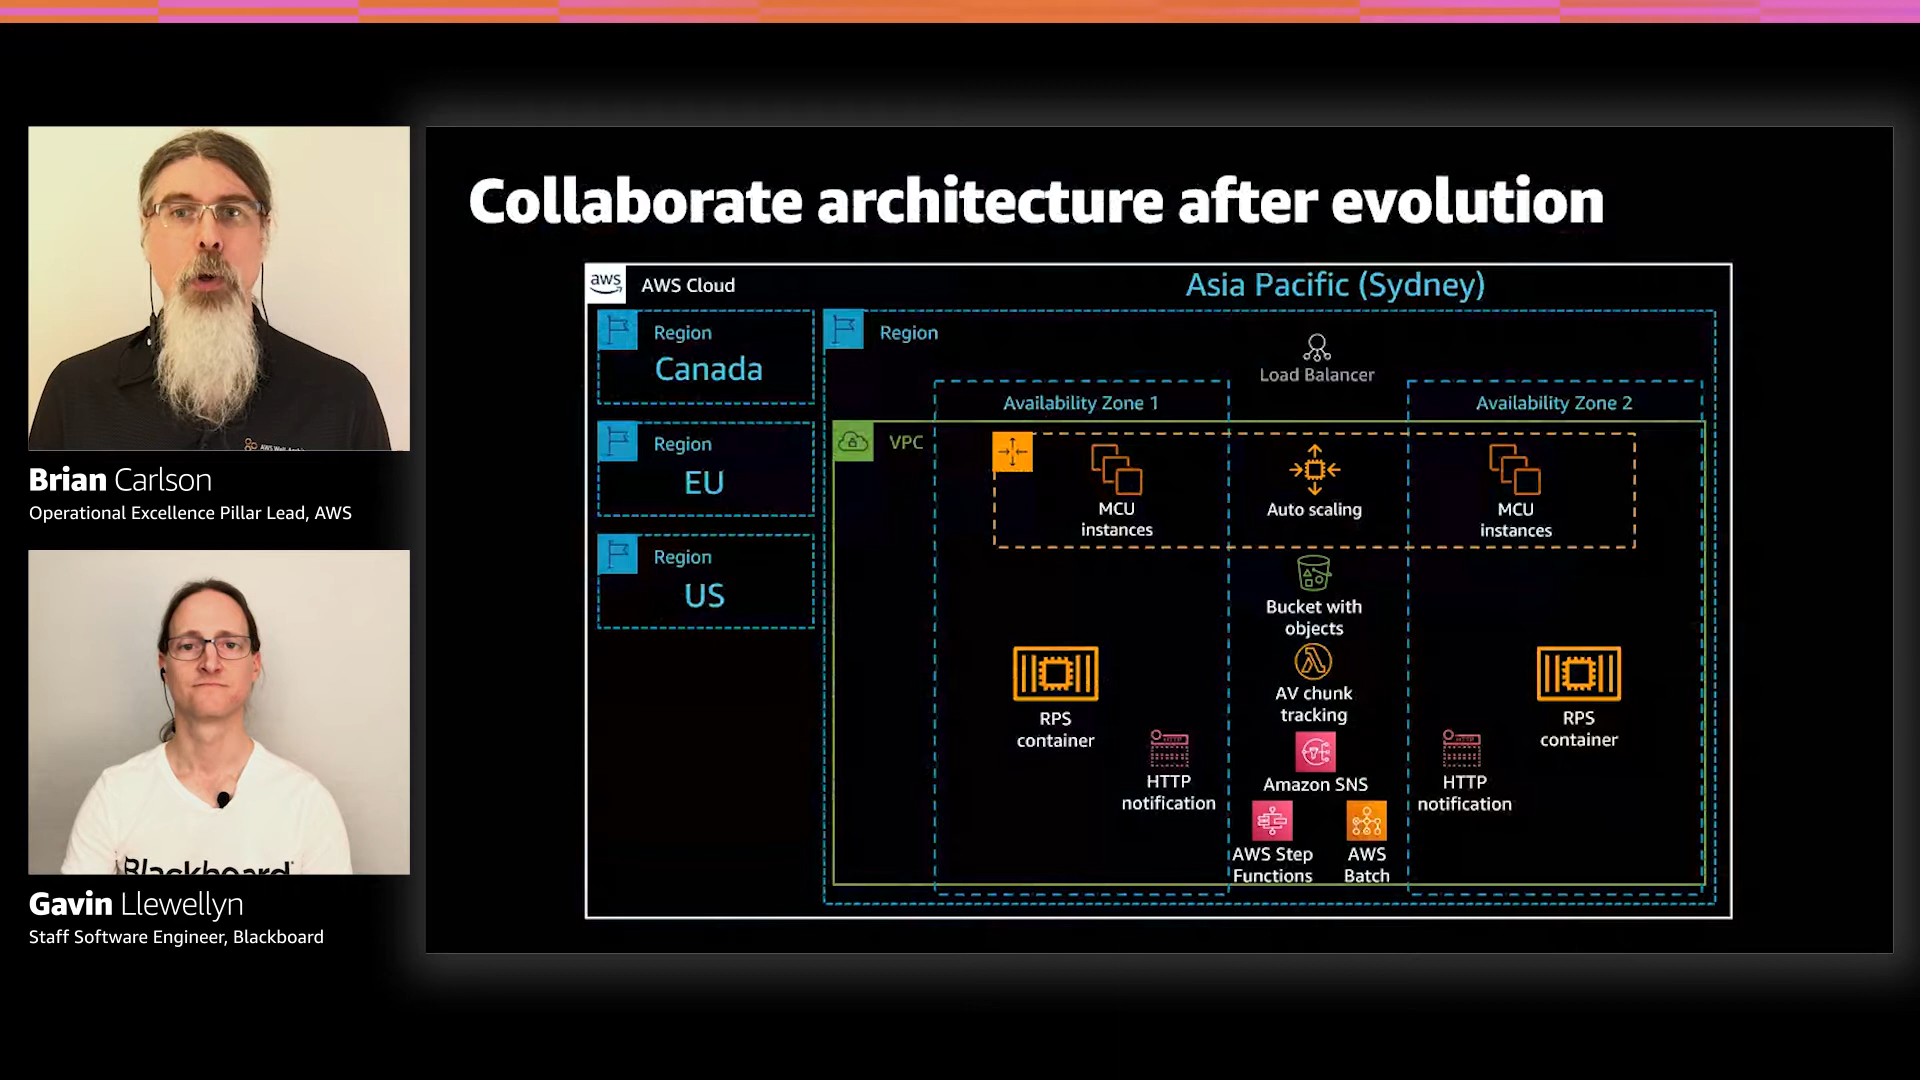 Collaborate architecture after evolution
aws
AWS Cloud
Asia Pacific (Sydney)
Region
Canada
Region
EU
Region
US
Region
Load Balancer
Availability Zone 1
Availability Zone 2
VPC
MCU
instances
Auto scaling
MCU
instances
Bucket with
objects
AV chunk
tracking
RPS
container
RPS
container
HTTP
notification
HTTP
notification
Amazon SNS
AWS Step
Functions
AWS
Batch
Brian Carlson
Operational Excellence Pillar Lead, AWS
Blackboard
Gavin Llewellyn
Staff Software Engineer, Blackboard